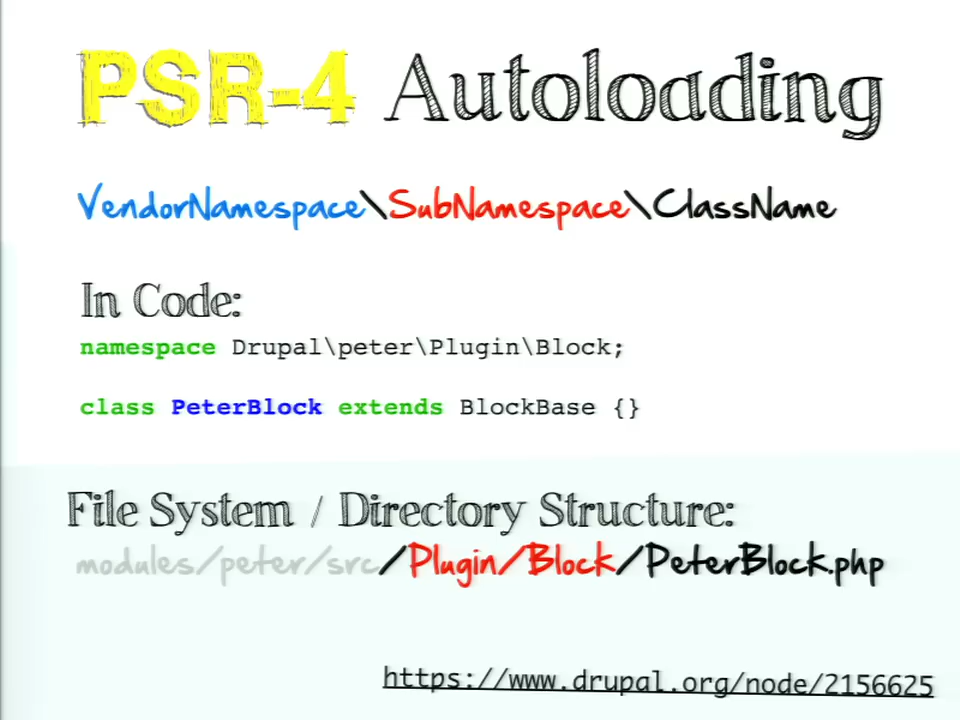 PSR-4 Autoloading
VendorNamespace\SubNamespace\ClassName
In Code:
namespace Drupal\peter\Plugin\Block;
class PeterBlock extends BlockBase {}
File System / Directory Structure:
modules/peter/src/Plugin/Block/PeterBlock.php
https://www.drupal.org/node/2156625